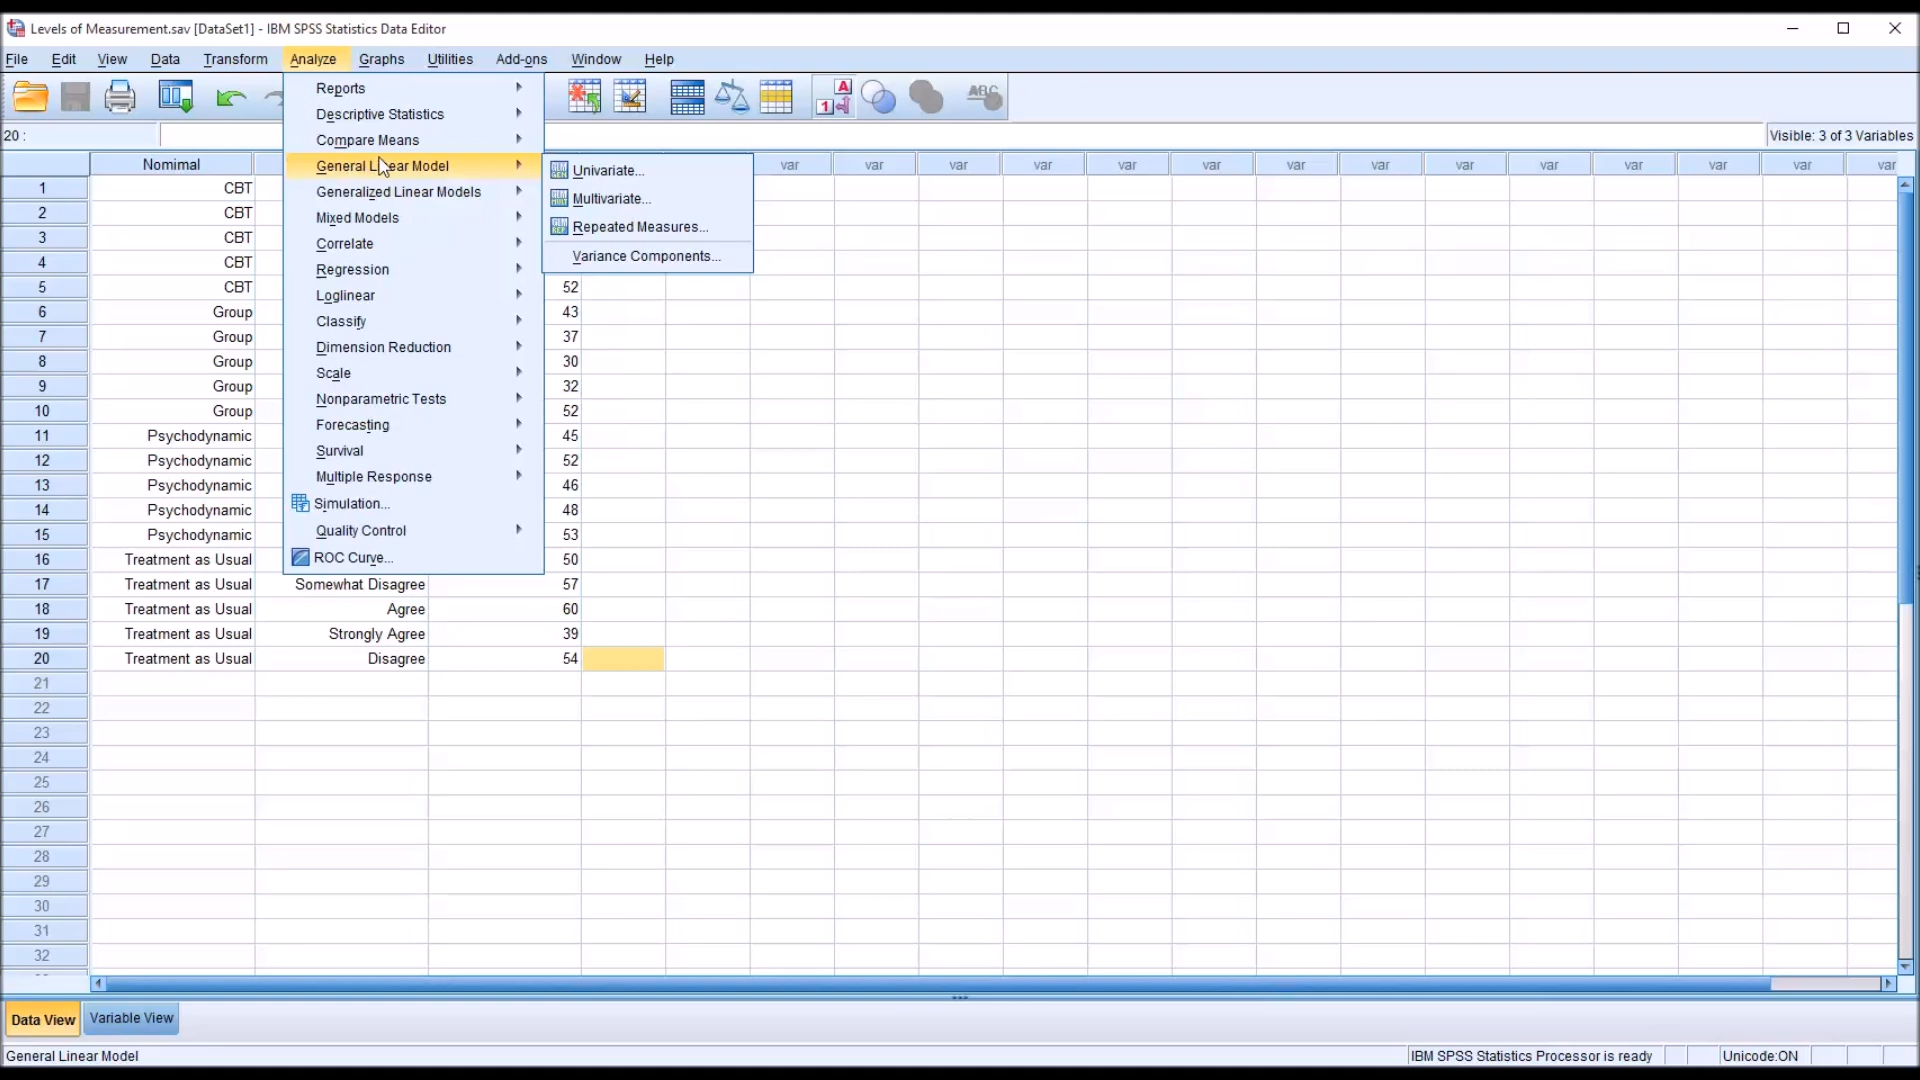 Levels of Measurement.sav [DataSet1] - IBM SPSS Statistics Data Editor
File Edit View Data Transform Analyze Graphs Utilities Add-ons Window Help
A
1
ABC
20 :
Visible: 3 of 3 Variables
Nomimal var var var var var var var var var var var var var var
Reports
Descriptive Statistics
Compare Means
General Linear Model
Generalized Linear Models
Mixed Models
Correlate
Regression
Loglinear
Classify
Dimension Reduction
Scale
Nonparametric Tests
Forecasting
Survival
Multiple Response
Simulation...
Quality Control
ROC Curve...
Univariate...
Multivariate...
Repeated Measures...
Variance Components...
1 CBT
2 CBT
3 CBT
4 CBT
5 CBT 52
6 Group 43
7 Group 37
8 Group 30
9 Group 32
10 Group 52
11 Psychodynamic 45
12 Psychodynamic 52
13 Psychodynamic 46
14 Psychodynamic 48
15 Psychodynamic 53
16 Treatment as Usual 50
17 Treatment as Usual Somewhat Disagree 57
18 Treatment as Usual Agree 60
19 Treatment as Usual Strongly Agree 39
20 Treatment as Usual Disagree 54
21
22
23
24
25
26
27
28
29
30
31
32
Data View Variable View
General Linear Model IBM SPSS Statistics Processor is ready Unicode:ON